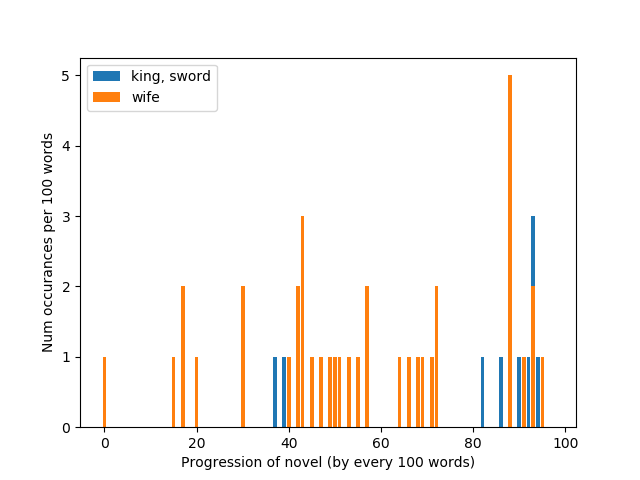 king, sword
wife
5
4
3
2
1
0
Num occurances per 100 words
0 20 40 60 80 100
Progression of novel (by every 100 words)